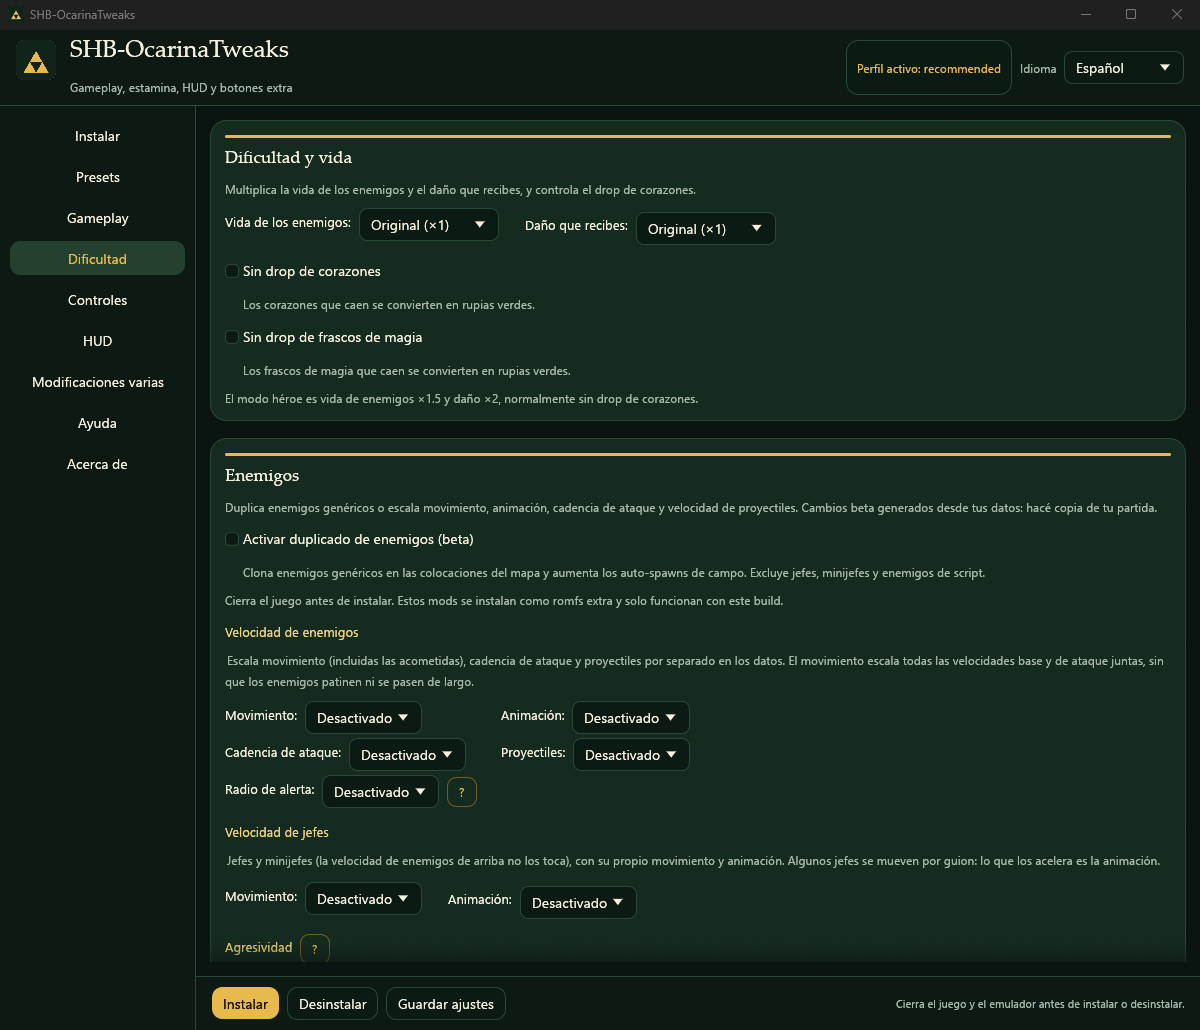 SHB-OcarinaTweaks
SHB-OcarinaTweaks
Gameplay, estamina, HUD y botones extra
Perfil activo: recommended
Idioma
Español
Instalar
Presets
Gameplay
Dificultad
Controles
HUD
Modificaciones varias
Ayuda
Acerca de
Dificultad y vida
Multiplica la vida de los enemigos y el daño que recibes, y controla el drop de corazones.
Vida de los enemigos: Original (×1) Daño que recibes: Original (×1)
Sin drop de corazones
Los corazones que caen se convierten en rupias verdes.
Sin drop de frascos de magia
Los frascos de magia que caen se convierten en rupias verdes.
El modo héroe es vida de enemigos ×1.5 y daño ×2, normalmente sin drop de corazones.
Enemigos
Duplica enemigos genéricos o escala movimiento, animación, cadencia de ataque y velocidad de proyectiles. Cambios beta generados desde tus datos: hacé copia de tu partida.
Activar duplicado de enemigos (beta)
Clona enemigos genéricos en las colocaciones del mapa y aumenta los auto-spawns de campo. Excluye jefes, minijefes y enemigos de script.
Cierra el juego antes de instalar. Estos mods se instalan como romfs extra y solo funcionan con este build.
Velocidad de enemigos
Escala movimiento (incluidas las acometidas), cadencia de ataque y proyectiles por separado en los datos. El movimiento escala todas las velocidades base y de ataque juntas, sin
que los enemigos patinen ni se pasen de largo.
Movimiento: Desactivado Animación: Desactivado
Cadencia de ataque: Desactivado Proyectiles: Desactivado
Radio de alerta: Desactivado ?
Velocidad de jefes
Jefes y minijefes (la velocidad de enemigos de arriba no los toca), con su propio movimiento y animación. Algunos jefes se mueven por guion: lo que los acelera es la animación.
Movimiento: Desactivado Animación: Desactivado
Agresividad ?
Instalar Desinstalar Guardar ajustes
Cierra el juego y el emulador antes de instalar o desinstalar.